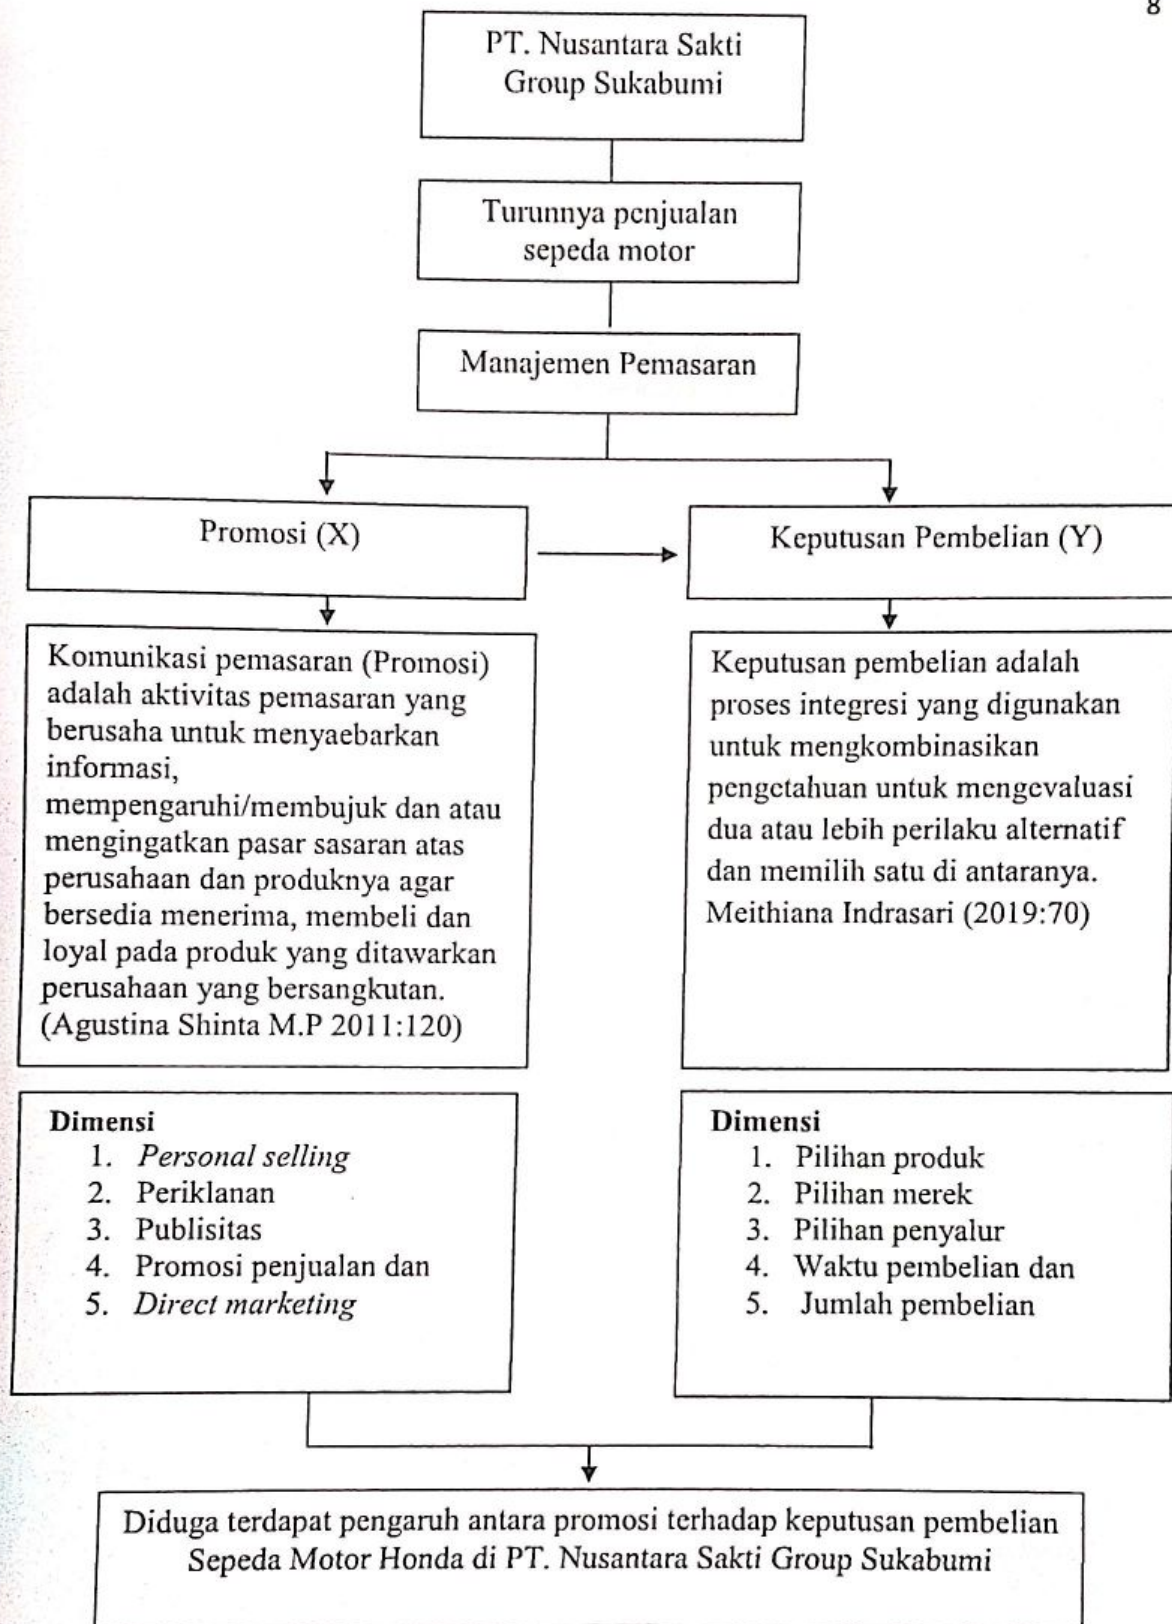 8
PT. Nusantara Sakti
Group Sukabumi
Turunnya penjualan
sepeda motor
Manajemen Pemasaran
Promosi (X)
Keputusan Pembelian (Y)
Komunikasi pemasaran (Promosi)
adalah aktivitas pemasaran yang
berusaha untuk menyaebarkan
informasi,
mempengaruhi/membujuk dan atau
mengingatkan pasar sasaran atas
perusahaan dan produknya agar
bersedia menerima, membeli dan
loyal pada produk yang ditawarkan
perusahaan yang bersangkutan.
(Agustina Shinta M.P 2011:120)
Keputusan pembelian adalah
proses integresi yang digunakan
untuk mengkombinasikan
pengetahuan untuk mengevaluasi
dua atau lebih perilaku alternatif
dan memilih satu di antaranya.
Meithiana Indrasari (2019:70)
Dimensi
1. Personal selling
2. Periklanan
3. Publisitas
4. Promosi penjualan dan
5. Direct marketing
Dimensi
1. Pilihan produk
2. Pilihan merek
3. Pilihan penyalur
4. Waktu pembelian dan
5. Jumlah pembelian
Diduga terdapat pengaruh antara promosi terhadap keputusan pembelian
Sepeda Motor Honda di PT. Nusantara Sakti Group Sukabumi